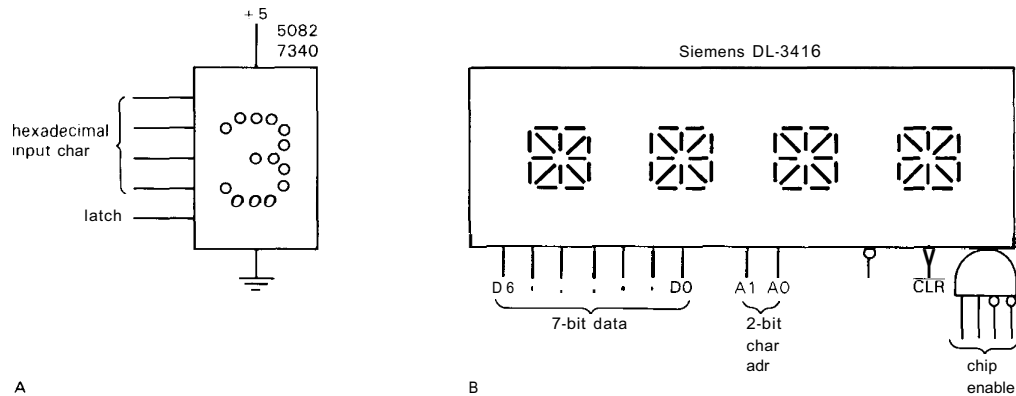 + 5
5082
7340
hexadecimal
input char
latch
A
Siemens DL-3416
D6 . . . . . D0
A1 A0
CLR
7-bit data
2-bit
char
adr
chip
enable
B